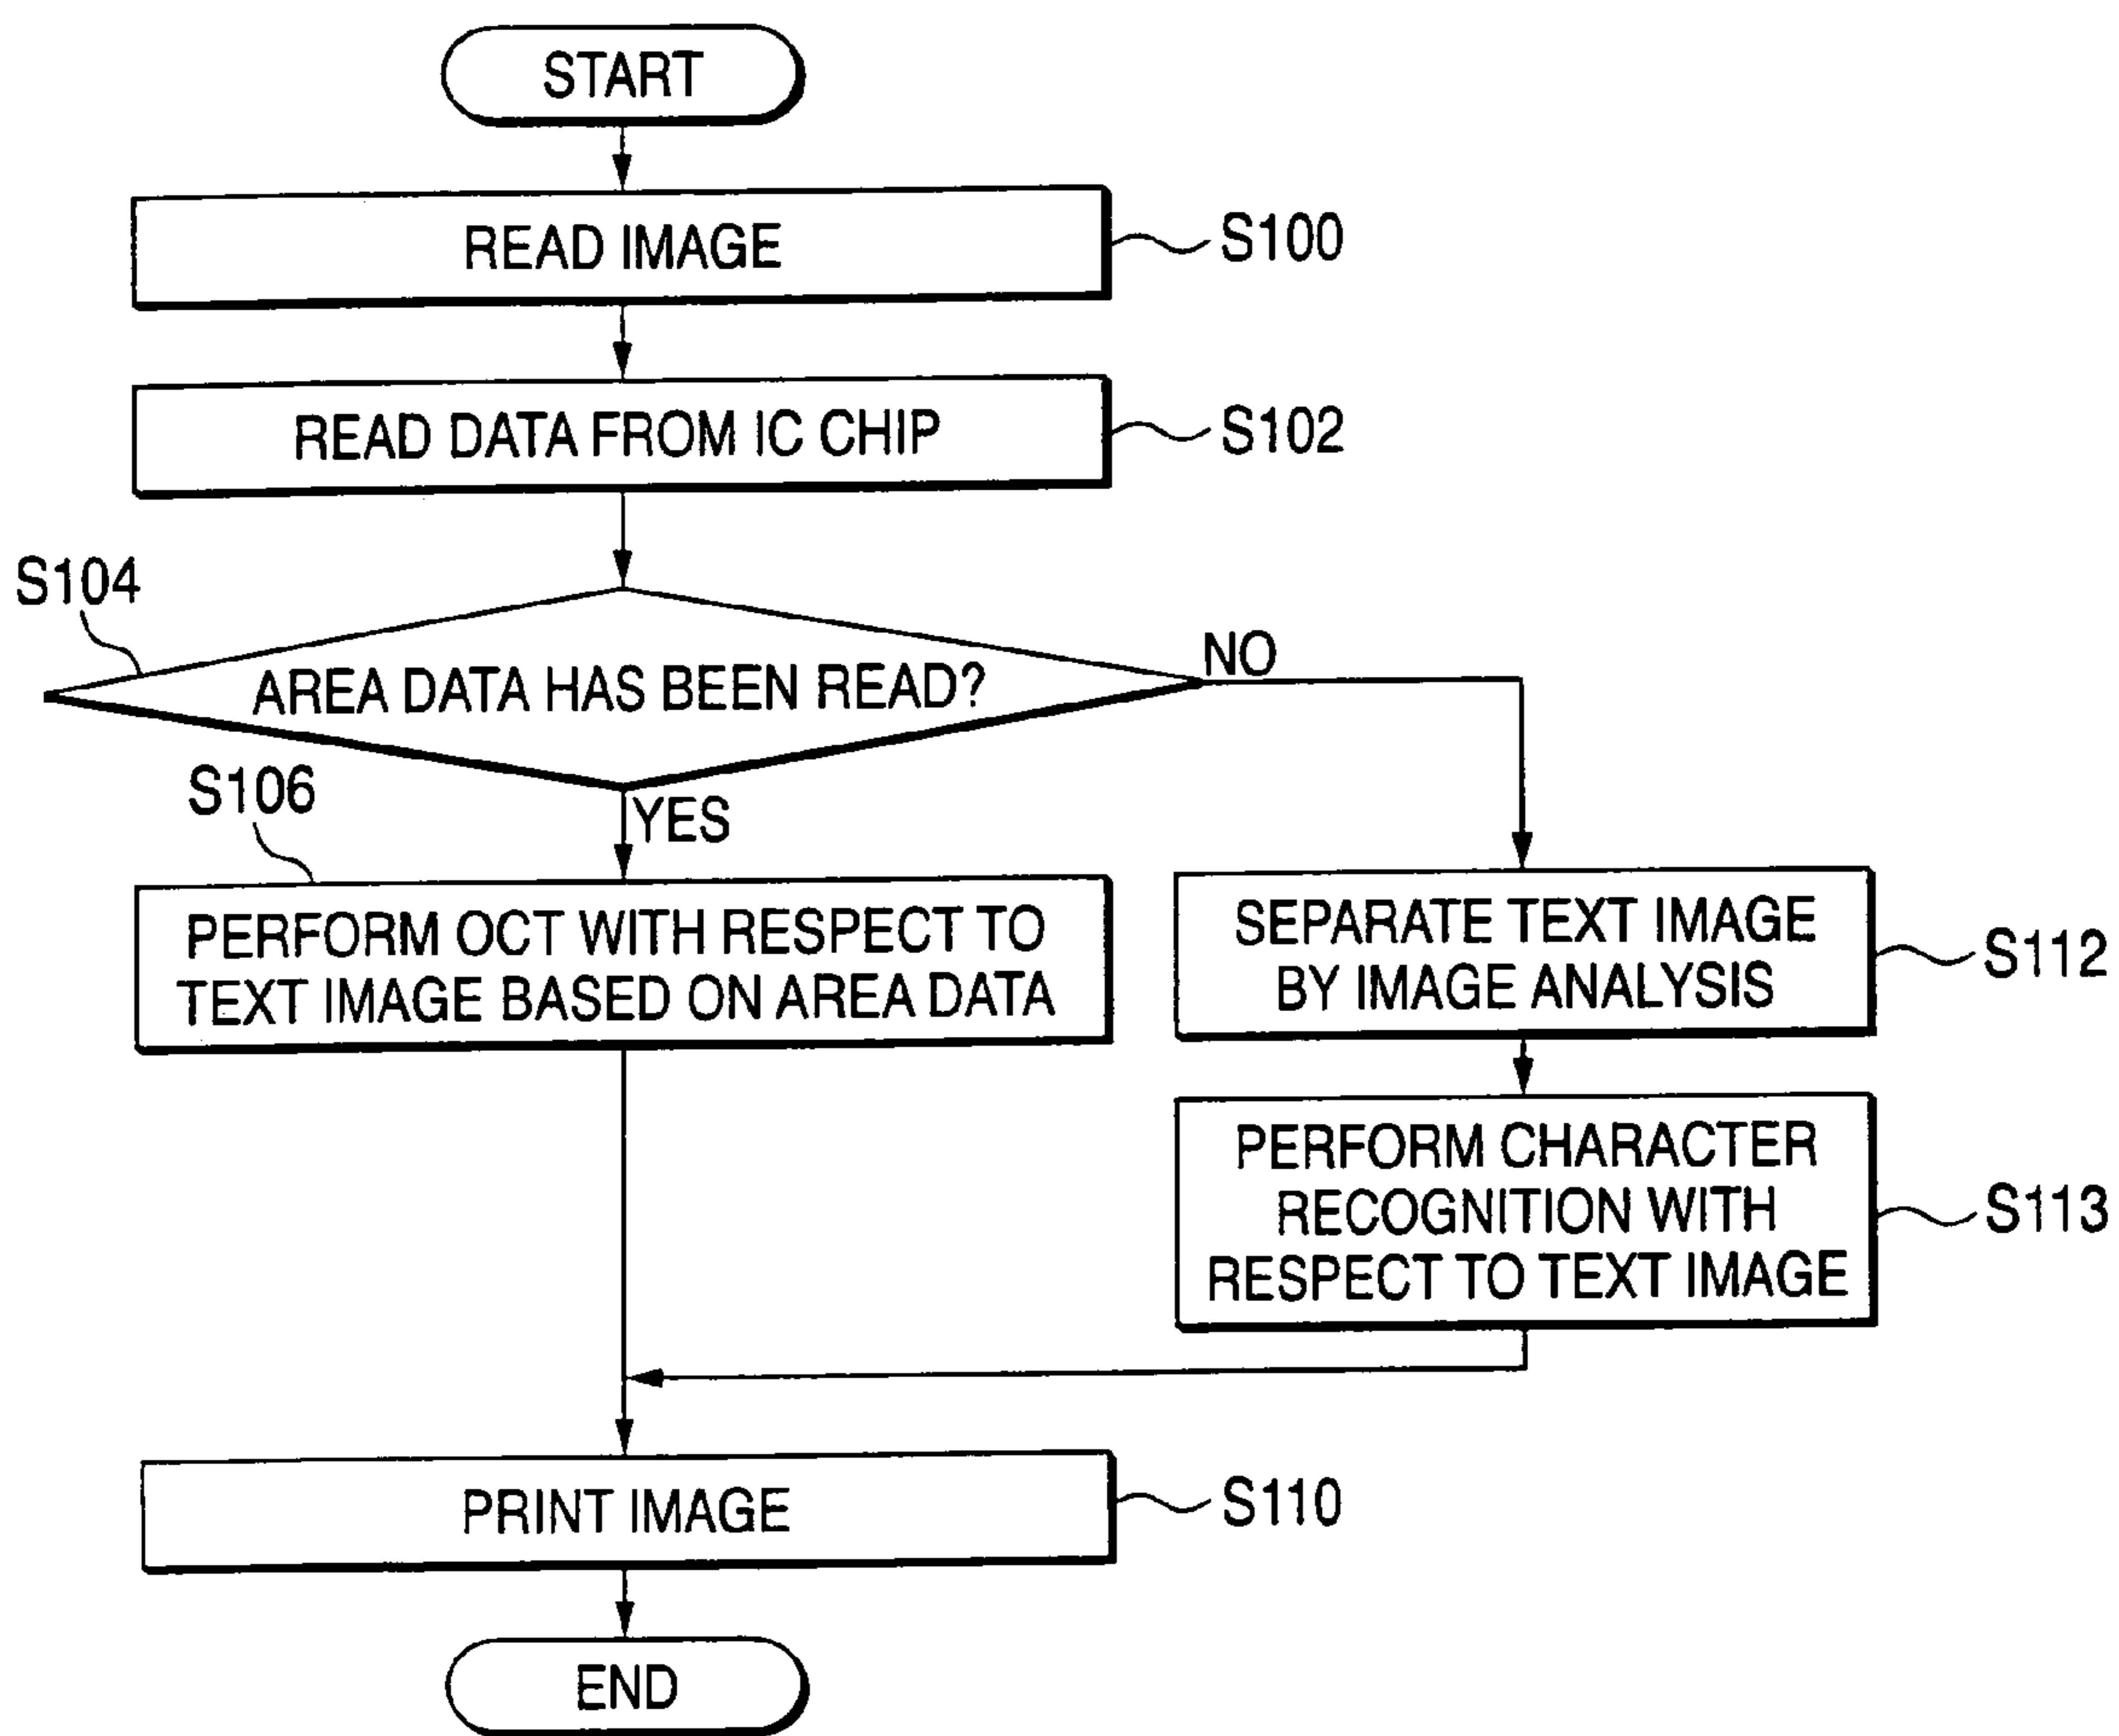 START
READ IMAGE
S100
READ DATA FROM IC CHIP
S102
S104
AREA DATA HAS BEEN READ?
NO
YES
S106
PERFORM OCT WITH RESPECT TO
TEXT IMAGE BASED ON AREA DATA
SEPARATE TEXT IMAGE
BY IMAGE ANALYSIS
S112
PERFORM CHARACTER
RECOGNITION WITH
RESPECT TO TEXT IMAGE
S113
PRINT IMAGE
S110
END